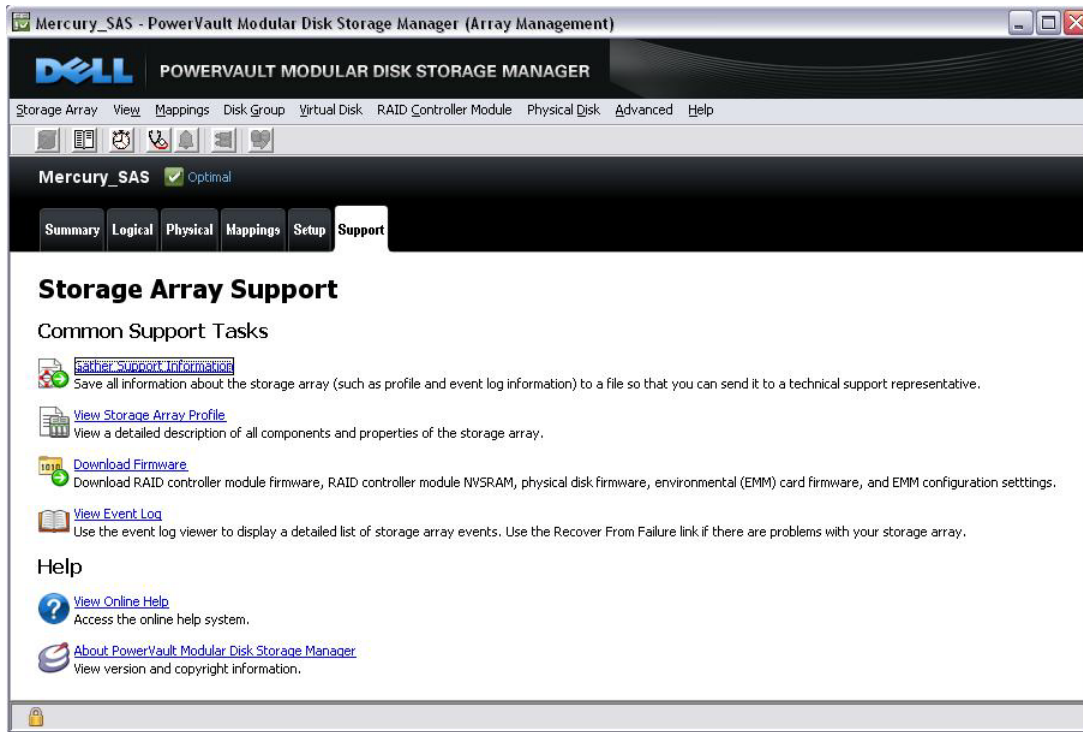 Mercury_SAS - PowerVault Modular Disk Storage Manager (Array Management)
DELL POWERVAULT MODULAR DISK STORAGE MANAGER
Storage Array View Mappings Disk Group Virtual Disk RAID Controller Module Physical Disk Advanced Help
Mercury_SAS Optimal
Summary Logical Physical Mappings Setup Support
Storage Array Support
Common Support Tasks
Gather Support Information
Save all information about the storage array (such as profile and event log information) to a file so that you can send it to a technical support representative.
View Storage Array Profile
View a detailed description of all components and properties of the storage array.
1010
Download Firmware
Download RAID controller module firmware, RAID controller module NVSRAM, physical disk firmware, environmental (EMM) card firmware, and EMM configuration setttings.
View Event Log
Use the event log viewer to display a detailed list of storage array events. Use the Recover From Failure link if there are problems with your storage array.
Help
View Online Help
Access the online help system.
About PowerVault Modular Disk Storage Manager
View version and copyright information.